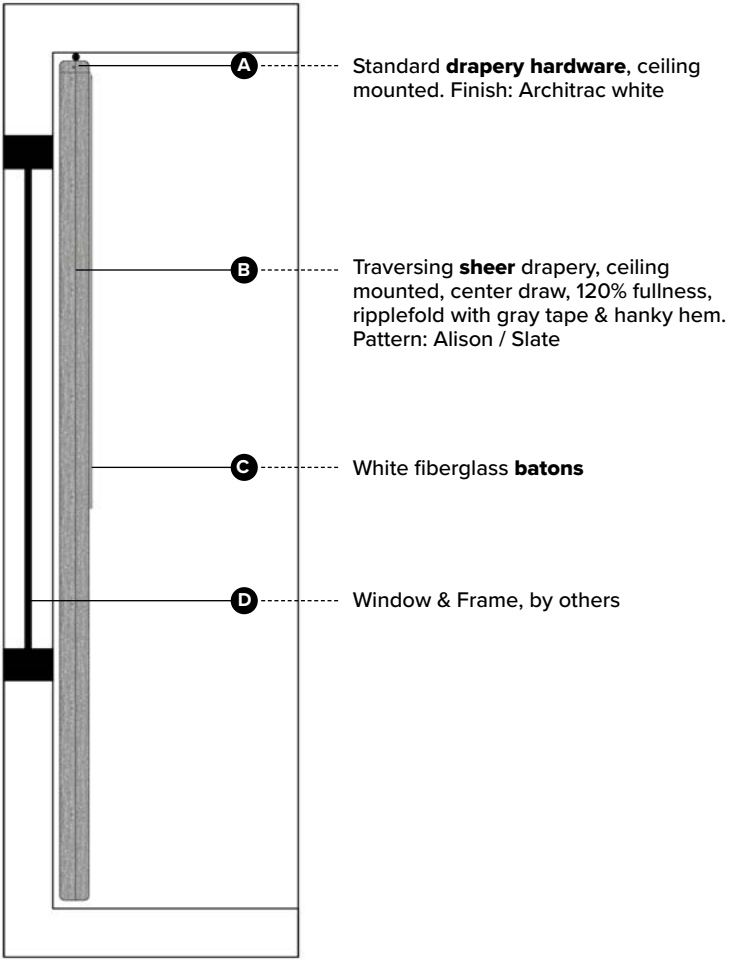 A
Standard drapery hardware, ceiling
mounted. Finish: Architrac white
B
Traversing sheer drapery, ceiling
mounted, center draw, 120% fullness,
ripplefold with gray tape & hanky hem.
Pattern: Alison / Slate
C
White fiberglass batons
D
Window & Frame, by others